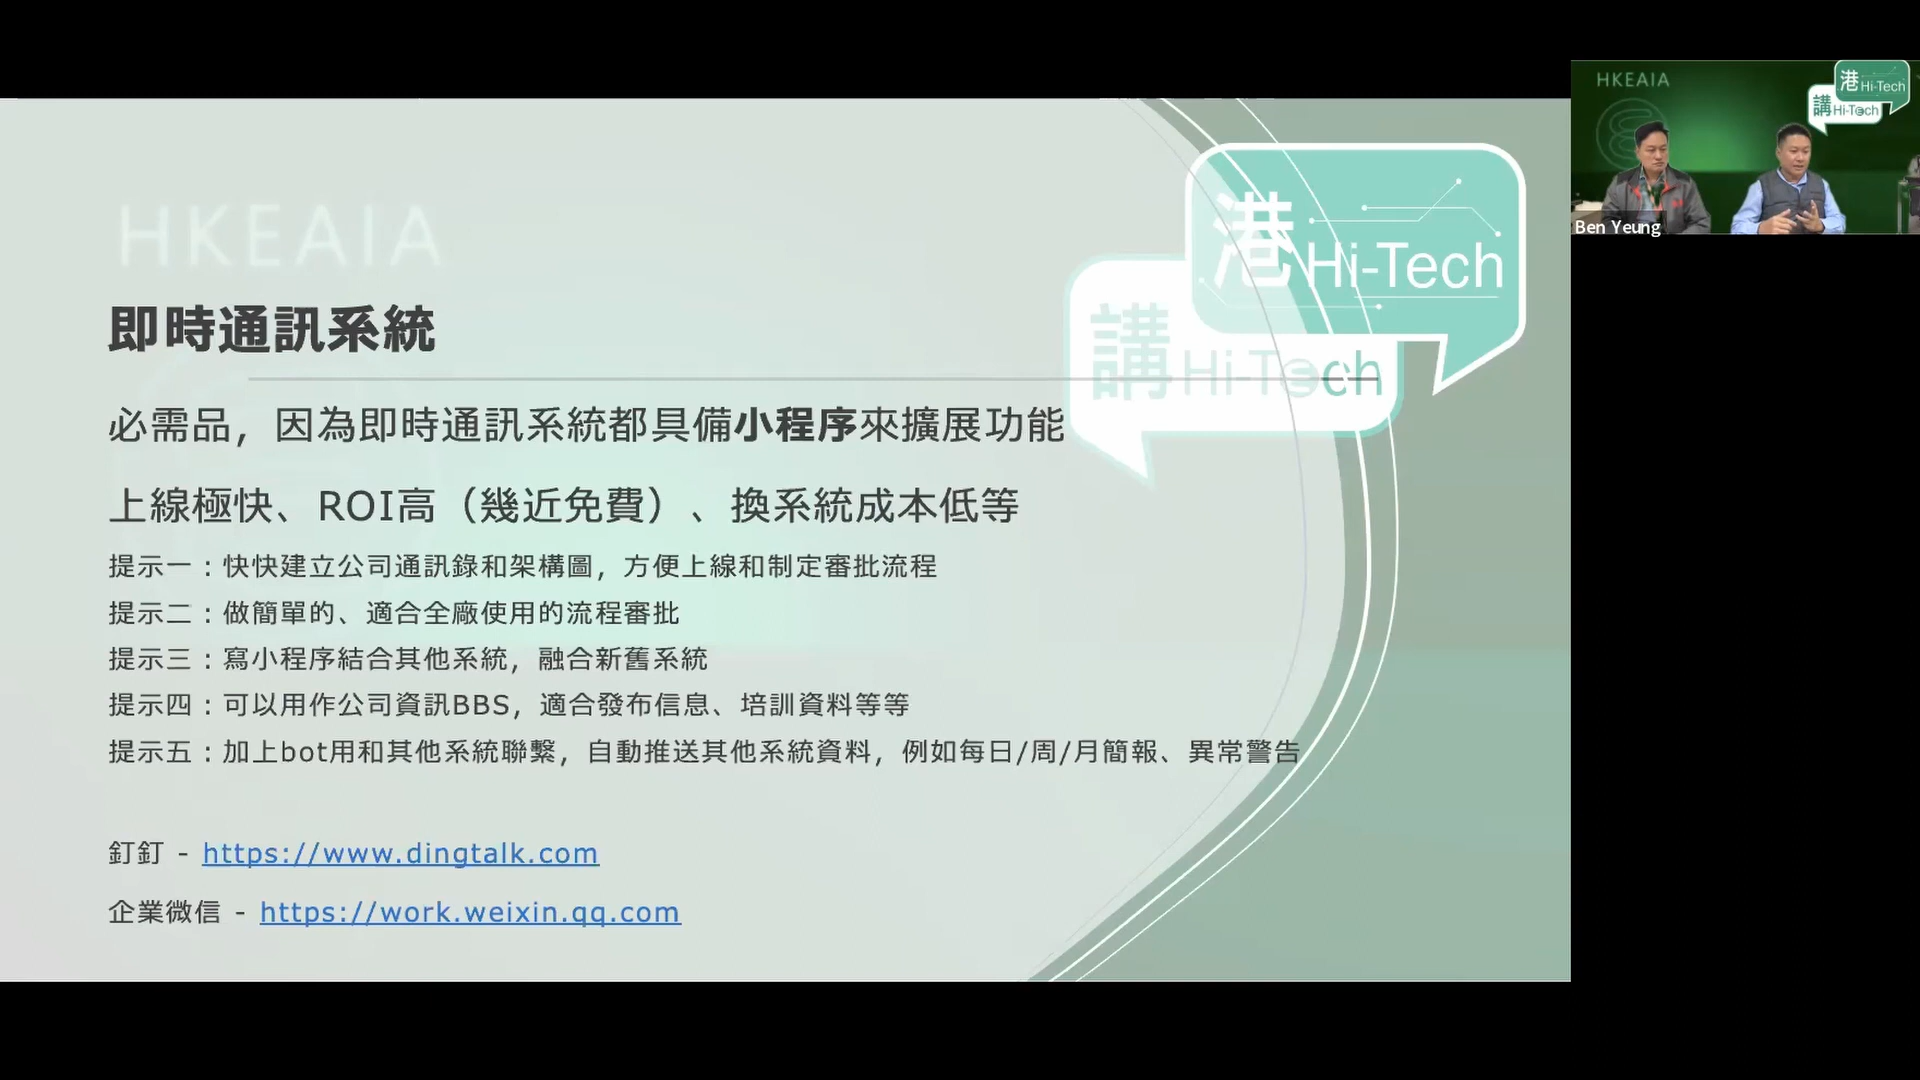 HKEAIA
港Hi-Tech
講Hi-Tech
即時通訊系統
必需品，因為即時通訊系統都具備小程序來擴展功能
上線極快、ROI高（幾近免費）、換系統成本低等
提示一：快快建立公司通訊錄和架構圖，方便上線和制定審批流程
提示二：做簡單的、適合全廠使用的流程審批
提示三：寫小程序結合其他系統，融合新舊系統
提示四：可以用作公司資訊BBS，適合發布信息、培訓資料等等
提示五：加上bot用和其他系統聯繫，自動推送其他系統資料，例如每日/周/月簡報、異常警告
釘釘 - https://www.dingtalk.com
企業微信 - https://work.weixin.qq.com
HKEAIA
港Hi-Tech
講Hi-Tech
Ben Yeung